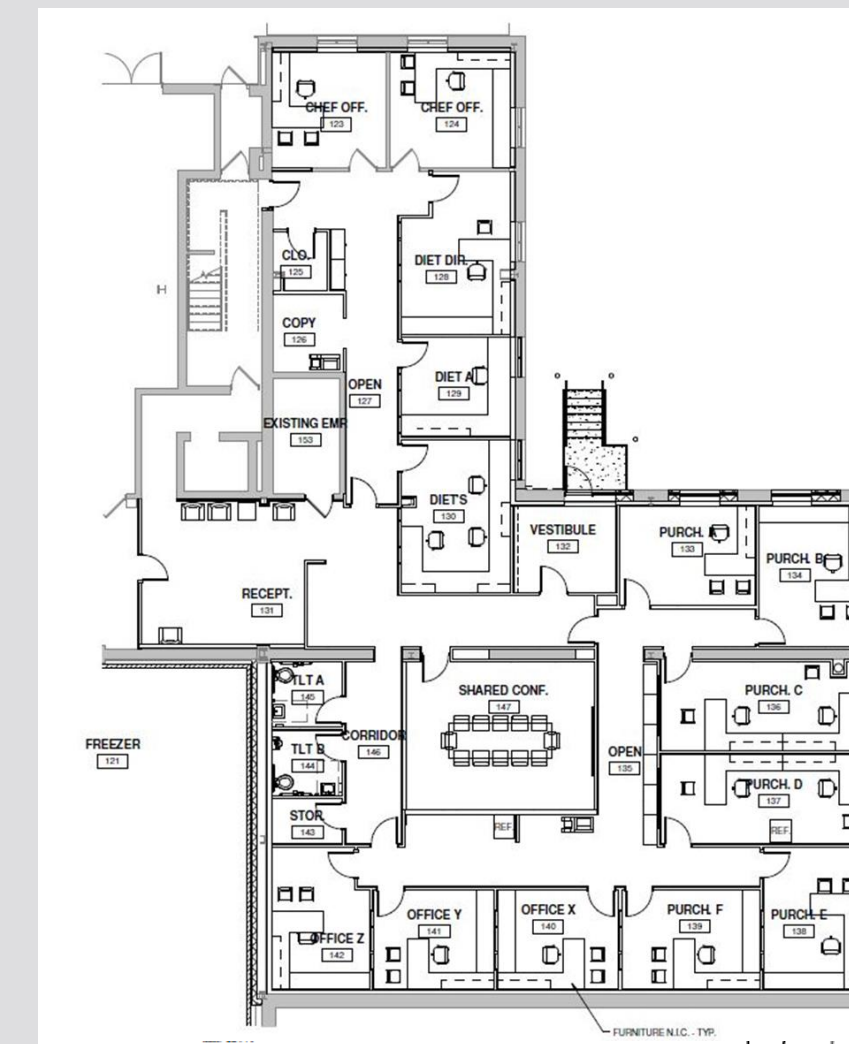 CHEF OFF.
123
CHEF OFF.
124
CLO.
125
DIET DIR.
128
COPY
126
OPEN
127
DIET A
129
EXISTING EMR
153
DIET'S
130
VESTIBULE
132
PURCH. A
133
PURCH. B
134
RECEPT.
131
TLT A
145
SHARED CONF.
147
PURCH. C
136
FREEZER
121
CORRIDOR
146
TLT B
144
OPEN
135
PURCH. D
137
STOR.
143
REF.
REF.
OFFICE Y
141
OFFICE X
140
PURCH. F
139
PURCH. E
138
OFFICE Z
142
FURNITURE N.I.C. - TYP.